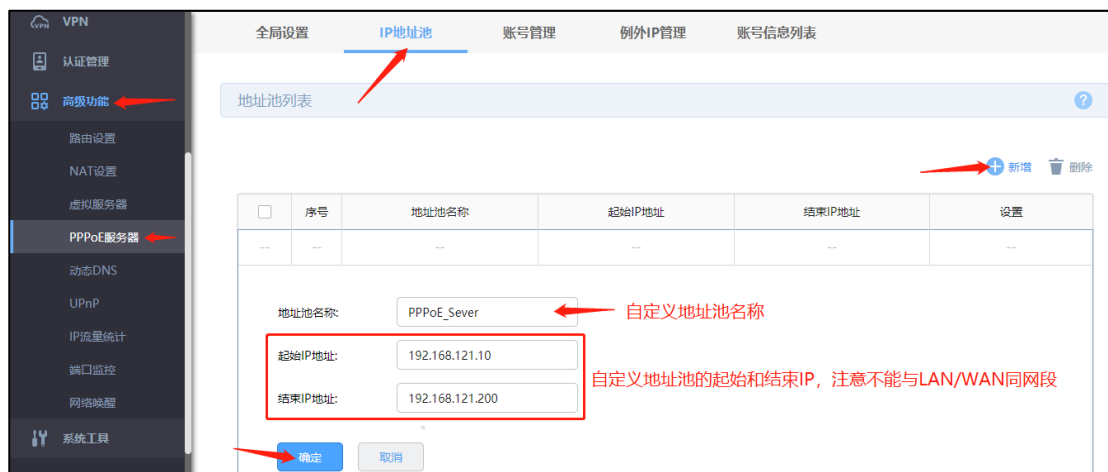 VPN
VPN
全局设置 IP地址池 账号管理 例外IP管理 账号信息列表
认证管理
高级功能
地址池列表 ?
路由设置
NAT设置
新增 删除
虚拟服务器
序号 地址池名称 起始IP地址 结束IP地址 设置
PPPoE服务器
-- -- -- -- -- --
动态DNS
UPnP
地址池名称: PPPoE_Sever 自定义地址池名称
IP流量统计
起始IP地址: 192.168.121.10
端口监控
自定义地址池的起始和结束IP，注意不能与LAN/WAN同网段
网络唤醒
结束IP地址: 192.168.121.200
系统工具
确定 取消